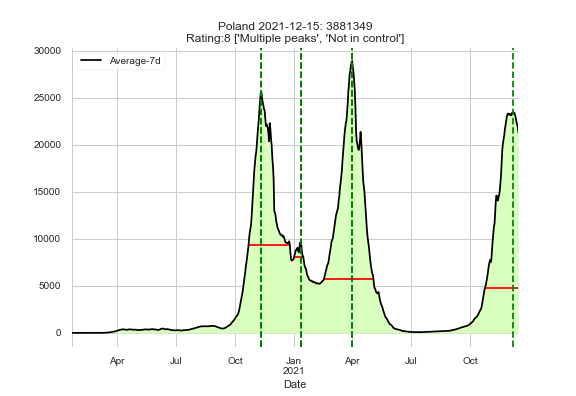 Poland 2021-12-15: 3881349
Rating:8 ['Multiple peaks', 'Not in control']
Average-7d
30000
25000
20000
15000
10000
5000
0
Apr
Jul
Oct
Jan
2021
Apr
Jul
Oct
Date